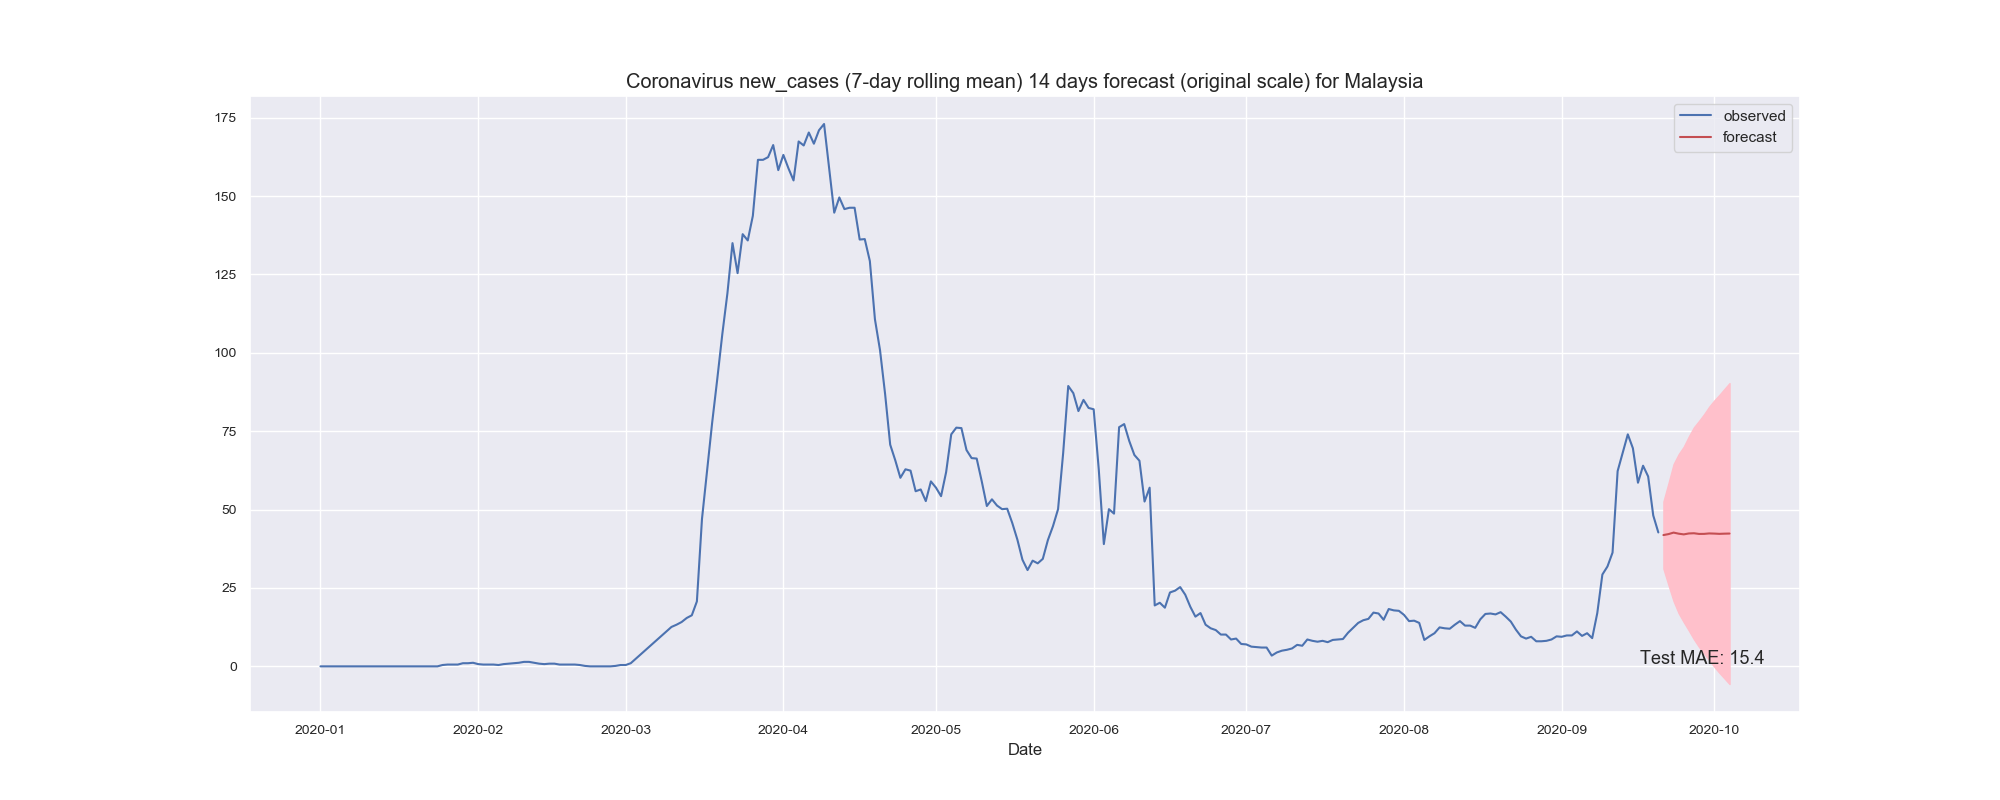 Coronavirus new_cases (7-day rolling mean) 14 days forecast (original scale) for Malaysia
175
150
125
100
75
50
25
0
observed
forecast
Test MAE: 15.4
2020-01 2020-02 2020-03 2020-04 2020-05 2020-06 2020-07 2020-08 2020-09 2020-10
Date